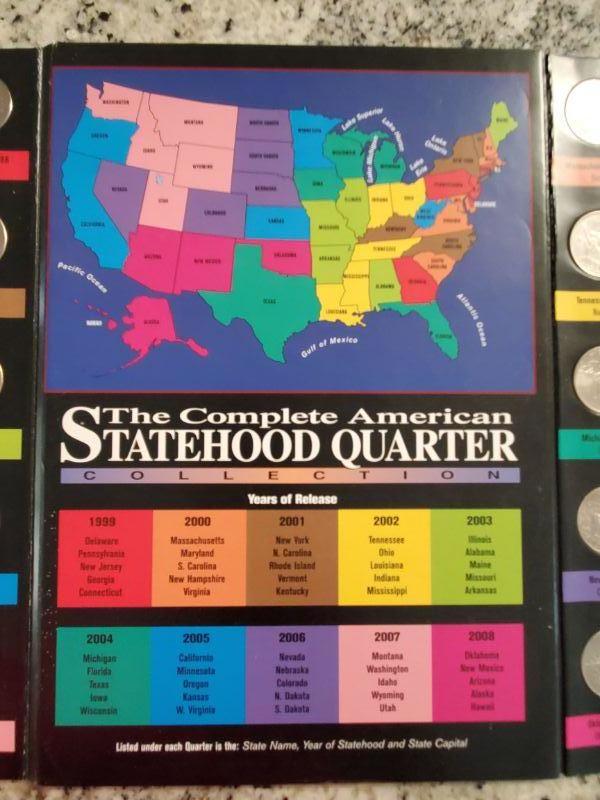 WASHINGTON
MONTANA
NORTH DAKOTA
MINNESOTA
Lake Superior
Lake Huron
Lake Ontario
MAINE
OREGON
IDAHO
WYOMING
SOUTH DAKOTA
WISCONSIN
Lake Michigan
MICHIGAN
Lake Erie
NEW YORK
NEVADA
UTAH
COLORADO
NEBRASKA
IOWA
ILLINOIS
INDIANA
OHIO
PENNSYLVANIA
DELAWARE
CALIFORNIA
KANSAS
MISSOURI
KENTUCKY
WEST VIRGINIA
VIRGINIA
ARIZONA
NEW MEXICO
OKLAHOMA
ARKANSAS
TENNESSEE
NORTH CAROLINA
SOUTH CAROLINA
TEXAS
LOUISIANA
MISSISSIPPI
ALABAMA
GEORGIA
FLORIDA
Pacific Ocean
HAWAII
ALASKA
Gulf of Mexico
Atlantic Ocean
The Complete American
STATEHOOD QUARTER
COLLECTION
Years of Release
1999 2000 2001 2002 2003
Delaware Massachusetts New York Tennessee Illinois
Pennsylvania Maryland N. Carolina Ohio Alabama
New Jersey S. Carolina Rhode Island Louisiana Maine
Georgia New Hampshire Vermont Indiana Missouri
Connecticut Virginia Kentucky Mississippi Arkansas
2004 2005 2006 2007 2008
Michigan California Nevada Montana Oklahoma
Florida Minnesota Nebraska Washington New Mexico
Texas Oregon Colorado Idaho Arizona
Iowa Kansas N. Dakota Wyoming Alaska
Wisconsin W. Virginia S. Dakota Utah Hawaii
Listed under each Quarter is the: State Name, Year of Statehood and State Capital